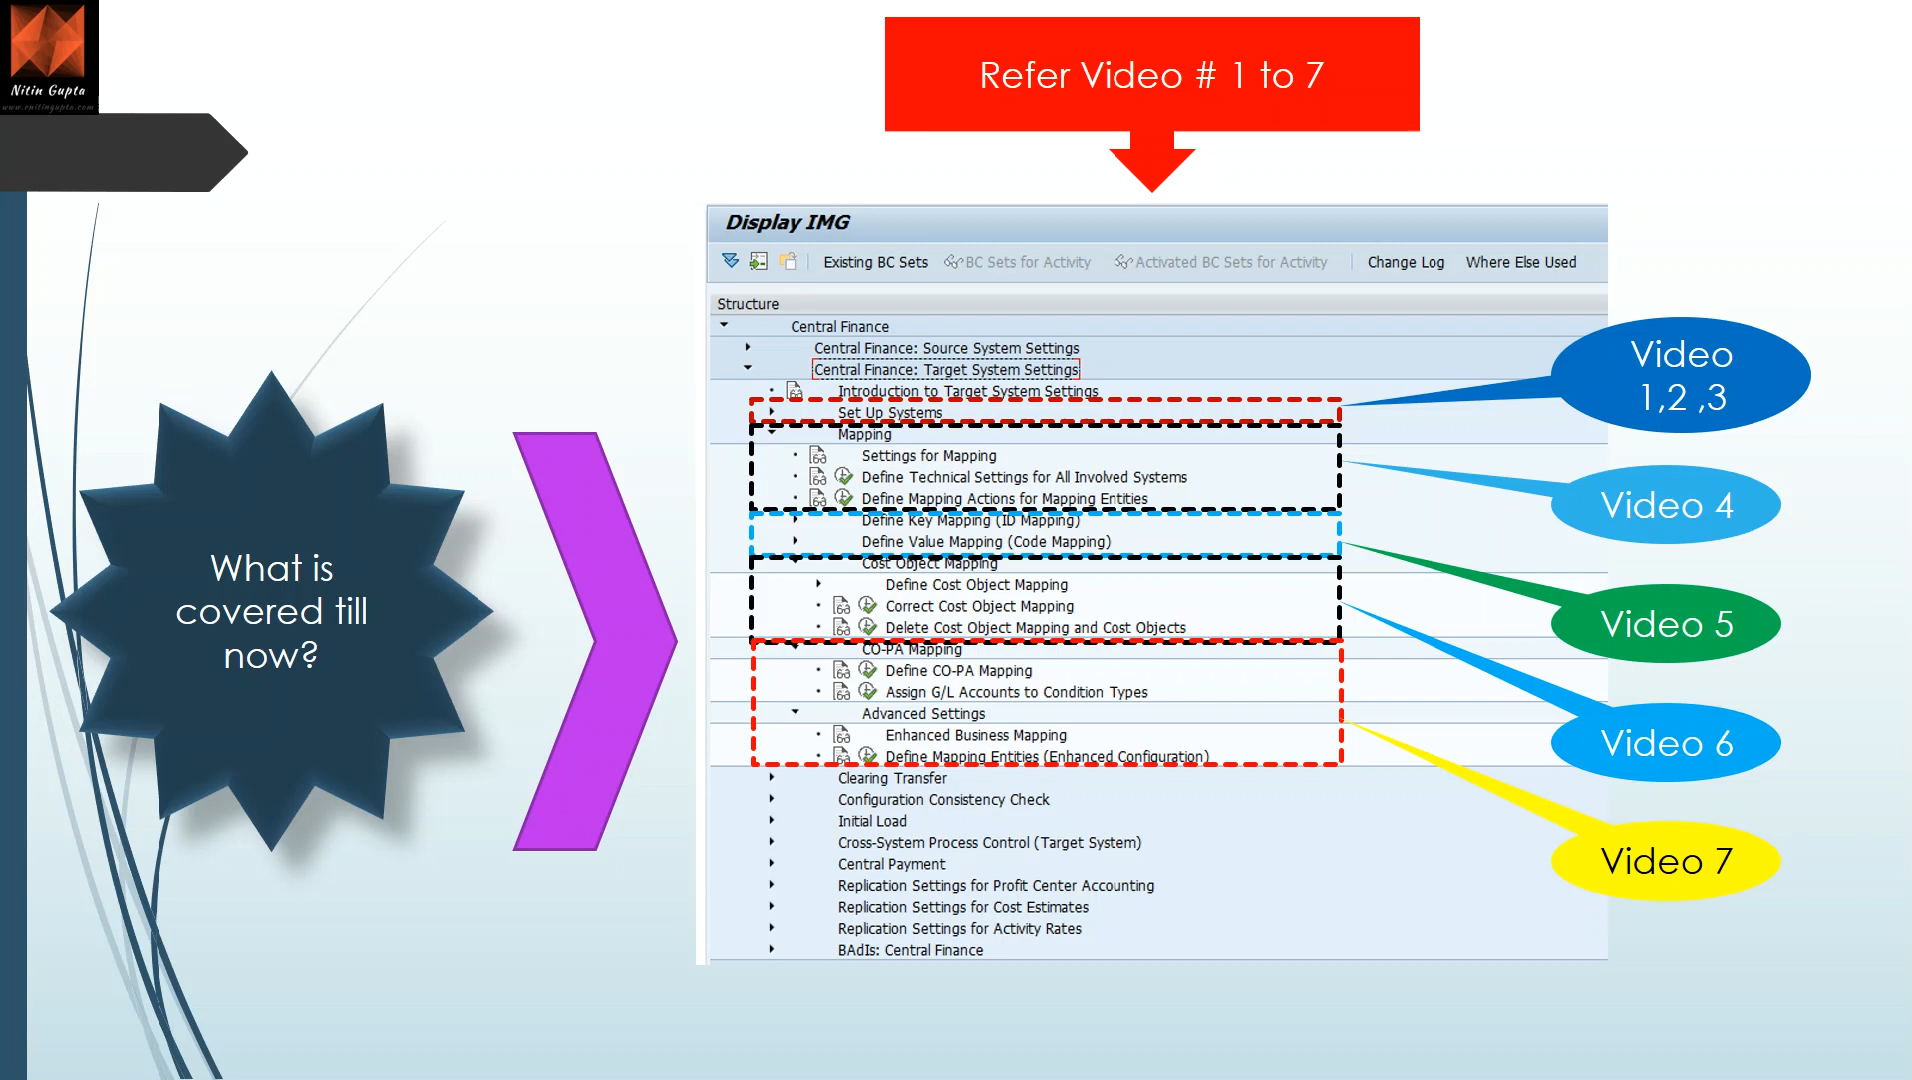 Nitin Gupta
www.enitingupta.com
Refer Video # 1 to 7
What is
covered till
now?
Display IMG
Existing BC Sets BC Sets for Activity Activated BC Sets for Activity Change Log Where Else Used
Structure
Central Finance
Central Finance: Source System Settings
Central Finance: Target System Settings
Introduction to Target System Settings
Set Up Systems
Mapping
Settings for Mapping
Define Technical Settings for All Involved Systems
Define Mapping Actions for Mapping Entities
Define Key Mapping (ID Mapping)
Define Value Mapping (Code Mapping)
Cost Object Mapping
Define Cost Object Mapping
Correct Cost Object Mapping
Delete Cost Object Mapping and Cost Objects
CO-PA Mapping
Define CO-PA Mapping
Assign G/L Accounts to Condition Types
Advanced Settings
Enhanced Business Mapping
Define Mapping Entities (Enhanced Configuration)
Clearing Transfer
Configuration Consistency Check
Initial Load
Cross-System Process Control (Target System)
Central Payment
Replication Settings for Profit Center Accounting
Replication Settings for Cost Estimates
Replication Settings for Activity Rates
BAdIs: Central Finance
Video
1,2 ,3
Video 4
Video 5
Video 6
Video 7